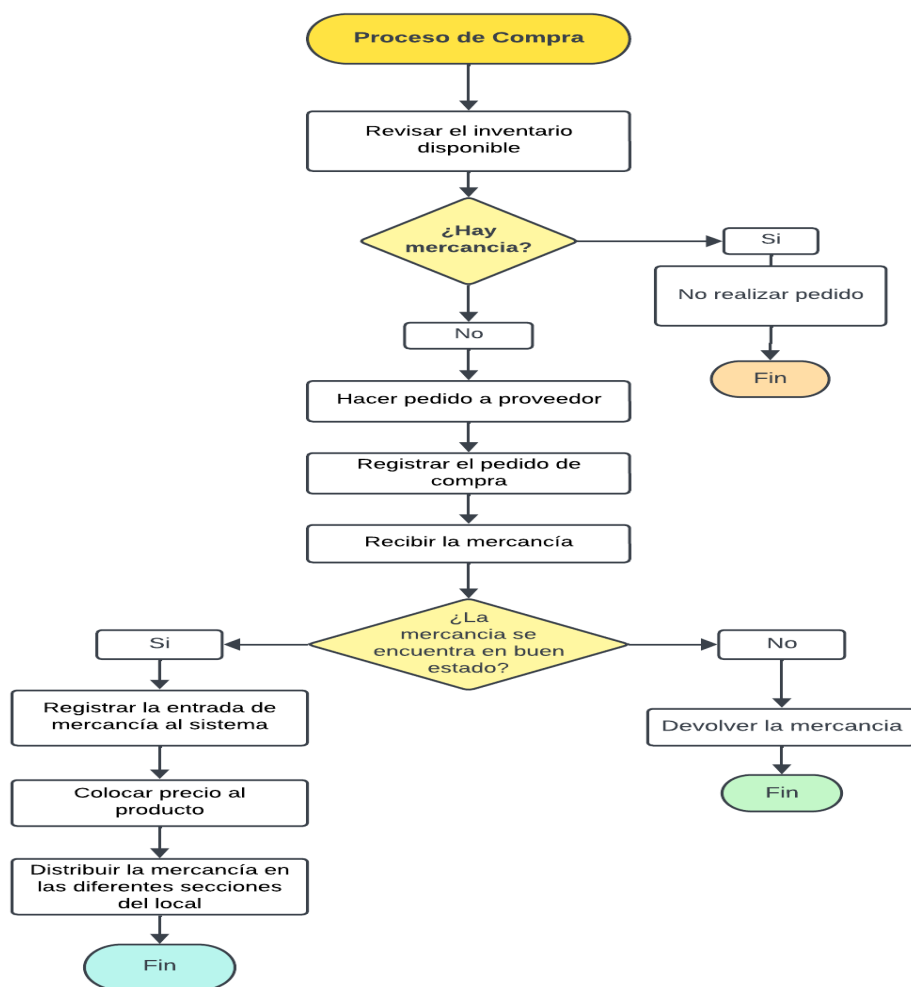 Proceso de Compra
Revisar el inventario
disponible
¿Hay
mercancia?
Si
No realizar pedido
Fin
No
Hacer pedido a proveedor
Registrar el pedido de
compra
Recibir la mercancía
¿La
mercancia se
encuentra en buen
estado?
Si
Registrar la entrada de
mercancía al sistema
Colocar precio al
producto
Distribuir la mercancía en
las diferentes secciones
del local
Fin
No
Devolver la mercancia
Fin